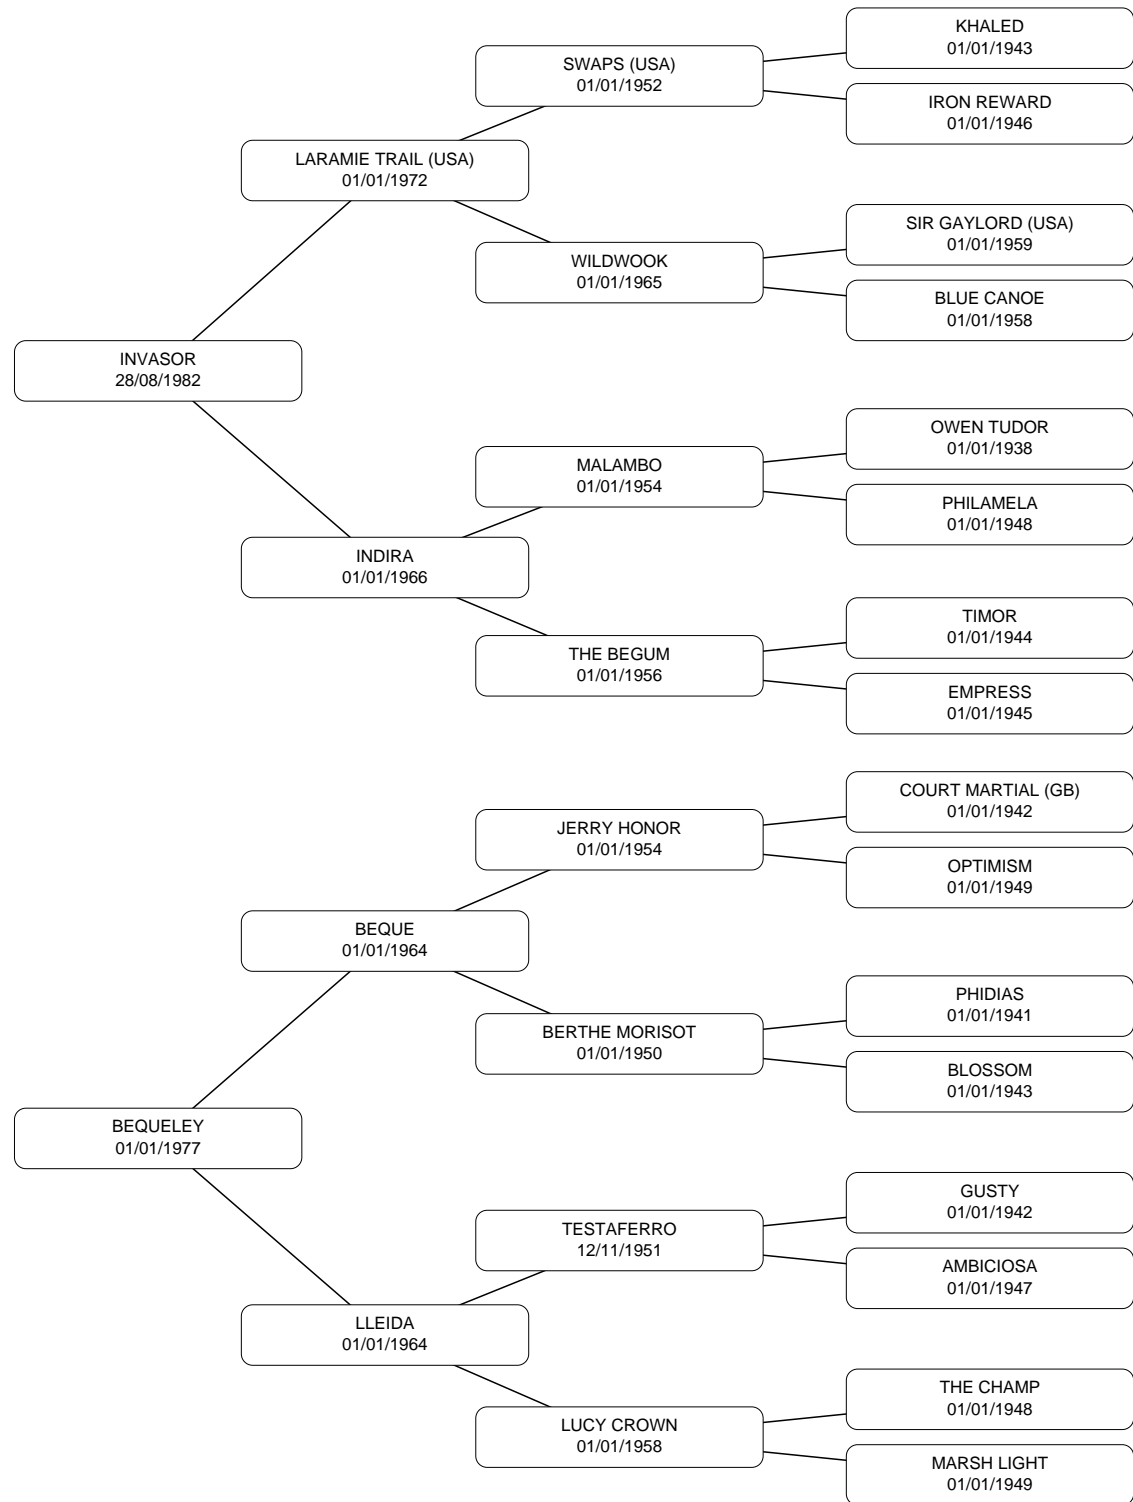 KHALED
01/01/1943
SWAPS (USA)
01/01/1952
IRON REWARD
01/01/1946
LARAMIE TRAIL (USA)
01/01/1972
SIR GAYLORD (USA)
01/01/1959
WILDWOOK
01/01/1965
BLUE CANOE
01/01/1958
INVASOR
28/08/1982
OWEN TUDOR
01/01/1938
MALAMBO
01/01/1954
PHILAMELA
01/01/1948
INDIRA
01/01/1966
TIMOR
01/01/1944
THE BEGUM
01/01/1956
EMPRESS
01/01/1945
COURT MARTIAL (GB)
01/01/1942
JERRY HONOR
01/01/1954
OPTIMISM
01/01/1949
BEQUE
01/01/1964
PHIDIAS
01/01/1941
BERTHE MORISOT
01/01/1950
BLOSSOM
01/01/1943
BEQUELEY
01/01/1977
GUSTY
01/01/1942
TESTAFERRO
12/11/1951
AMBICIOSA
01/01/1947
LLEIDA
01/01/1964
THE CHAMP
01/01/1948
LUCY CROWN
01/01/1958
MARSH LIGHT
01/01/1949